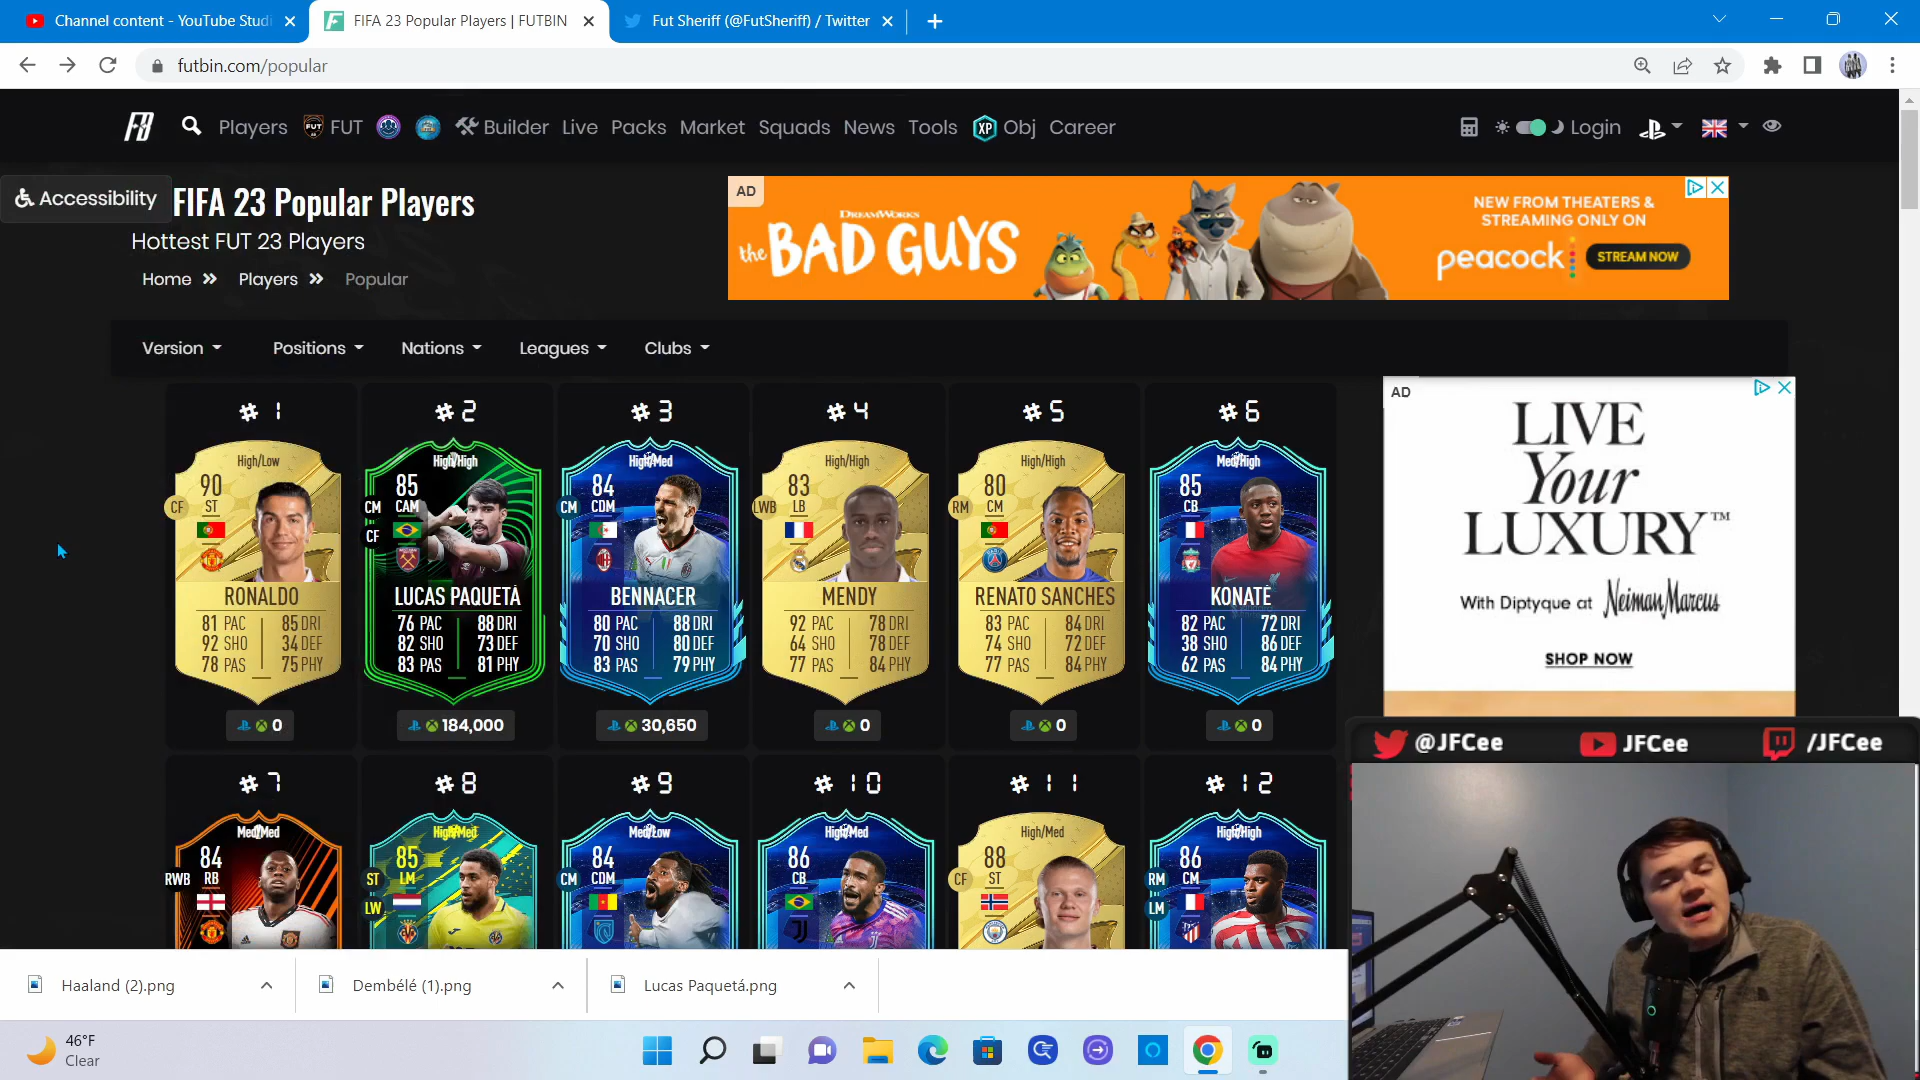 Channel content - YouTube Studi
FIFA 23 Popular Players | FUTBIN
Fut Sheriff (@FutSheriff) / Twitter
futbin.com/popular
Players FUT Builder Live Packs Market Squads News Tools XP Obj Career Login
Accessibility
FIFA 23 Popular Players
Hottest FUT 23 Players
Home » Players » Popular
AD
DREAMWORKS
the BAD GUYS
NEW FROM THEATERS &
STREAMING ONLY ON
peacock STREAM NOW
Version Positions Nations Leagues Clubs
# 1 # 2 # 3 # 4 # 5 # 6
High/Low
90
ST
CF
RONALDO
81 PAC 85 DRI
92 SHO 34 DEF
78 PAS 75 PHY
0
High/High
85
CAM
CM
CF
LUCAS PAQUETÁ
76 PAC 88 DRI
82 SHO 73 DEF
83 PAS 81 PHY
184,000
High/Med
84
CDM
CM
BENNACER
80 PAC 88 DRI
70 SHO 80 DEF
83 PAS 79 PHY
30,650
High/High
83
LB
LWB
MENDY
92 PAC 78 DRI
64 SHO 78 DEF
77 PAS 84 PHY
0
High/High
80
CM
RM
RENATO SANCHES
83 PAC 84 DRI
74 SHO 72 DEF
77 PAS 84 PHY
0
Med/High
85
CB
KONATÉ
82 PAC 72 DRI
38 SHO 86 DEF
62 PAS 84 PHY
0
AD
LIVE
Your
LUXURY™
With Diptyque at Neiman Marcus
SHOP NOW
@JFCee JFCee /JFCee
# 7 # 8 # 9 # 10 # 11 # 12
Med/Med
84
RB
RWB
High/Med
85
LM
ST
LW
Med/Low
84
CDM
CM
High/Med
86
CB
High/Med
88
ST
CF
High/High
86
CM
RM
LM
Haaland (2).png
Dembélé (1).png
Lucas Paquetá.png
46°F
Clear